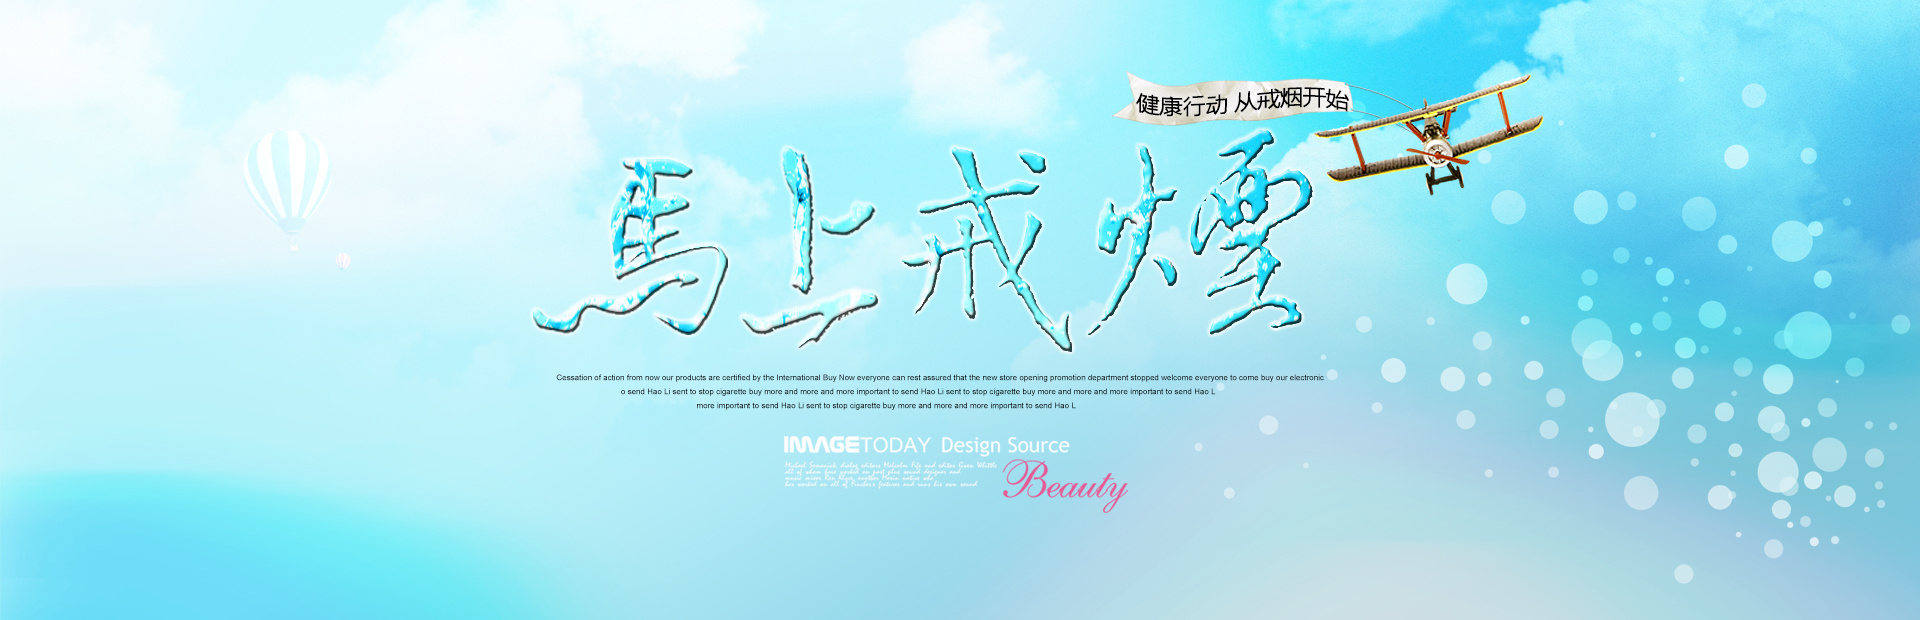 健康行动 从戒烟开始
馬上戒煙
Cessation of action from now our products are certified by the International Buy Now everyone can rest assured that the new store opening promotion department stopped welcome everyone to come buy our electronic
o send Hao Li sent to stop cigarette buy more and more and more important to send Hao Li sent to stop cigarette buy more and more and more important to send Hao L
more important to send Hao Li sent to stop cigarette buy more and more and more important to send Hao L
IMAGETODAY Design Source
Beauty